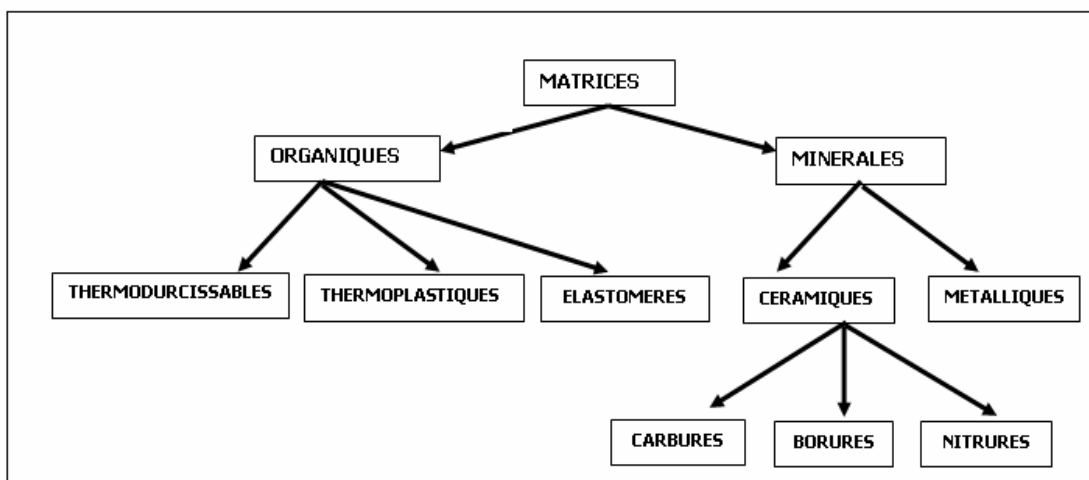 MATRICES
ORGANIQUES
MINERALES
THERMODURCISSABLES
THERMOPLASTIQUES
ELASTOMERES
CERAMIQUES
METALLIQUES
CARBURES
BORURES
NITRURES